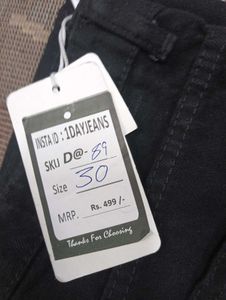 INSTA ID : 1DAYJEANS
SKU D@- 89
Size 30
MRP. Rs. 499 /-
Thanks For Choosing